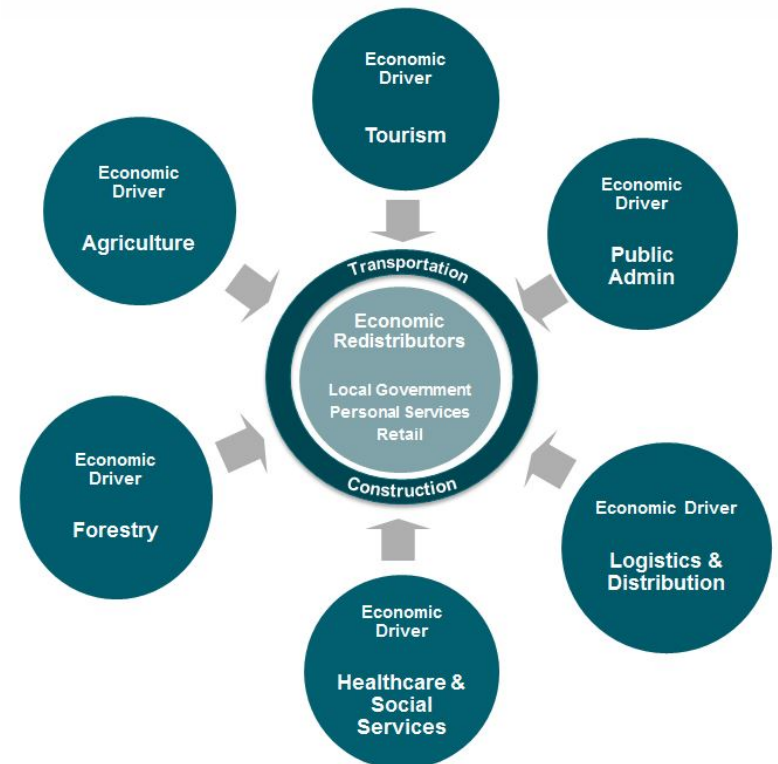 Economic
Driver
Tourism
Economic
Driver
Agriculture
Economic
Driver
Public
Admin
Transportation
Economic
Redistributors
Local Government
Personal Services
Retail
Construction
Economic
Driver
Forestry
Economic Driver
Logistics &
Distribution
Economic
Driver
Healthcare &
Social
Services